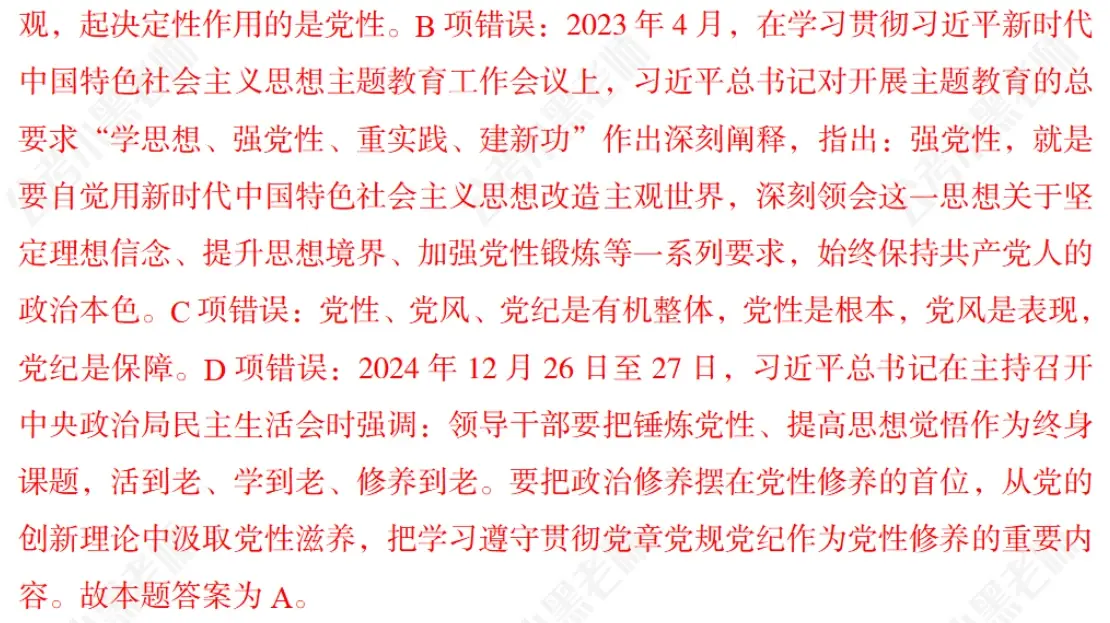 观，起决定性作用的是党性。B 项错误：2023 年 4 月，在学习贯彻习近平新时代
中国特色社会主义思想主题教育工作会议上，习近平总书记对开展主题教育的总
要求“学思想、强党性、重实践、建新功”作出深刻阐释，指出：强党性，就是
要自觉用新时代中国特色社会主义思想改造主观世界，深刻领会这一思想关于坚
定理想信念、提升思想境界、加强党性锻炼等一系列要求，始终保持共产党人的
政治本色。C 项错误：党性、党风、党纪是有机整体，党性是根本，党风是表现，
党纪是保障。D 项错误：2024 年 12 月 26 日至 27 日，习近平总书记在主持召开
中央政治局民主生活会时强调：领导干部要把锤炼党性、提高思想觉悟作为终身
课题，活到老、学到老、修养到老。要把政治修养摆在党性修养的首位，从党的
创新理论中汲取党性滋养，把学习遵守贯彻党章党规党纪作为党性修养的重要内
容。故本题答案为 A。